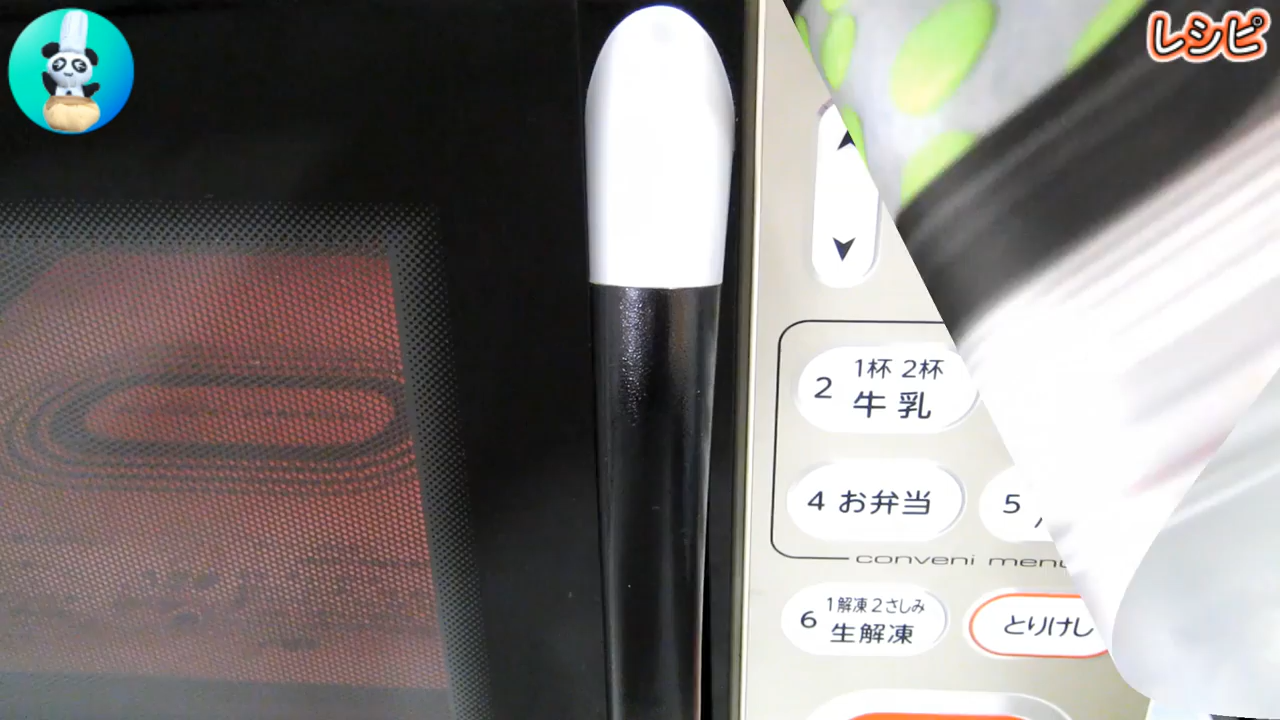 レシピ
1杯 2杯
2 牛乳
4 お弁当
5
conveni menu
1解凍 2さしみ
6 生解凍
とりけし